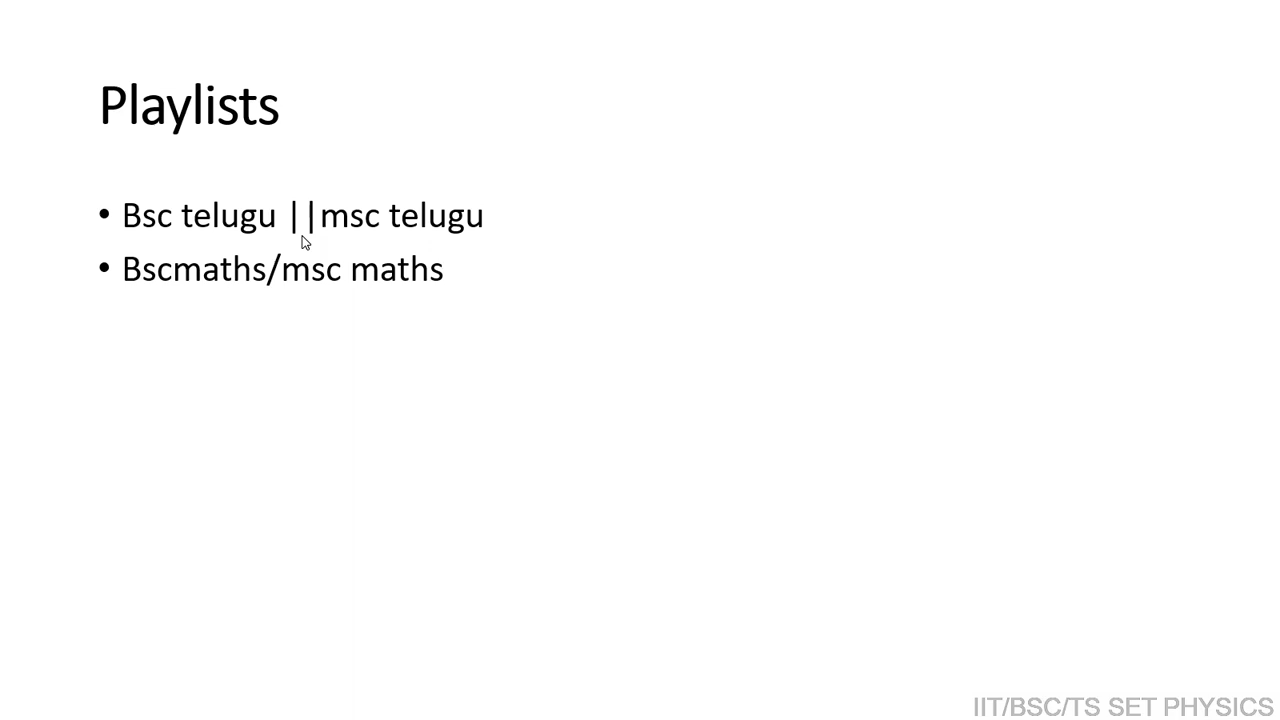 Playlists
• Bsc telugu ||msc telugu
• Bscmaths/msc maths
IIT/BSC/TS SET PHYSICS